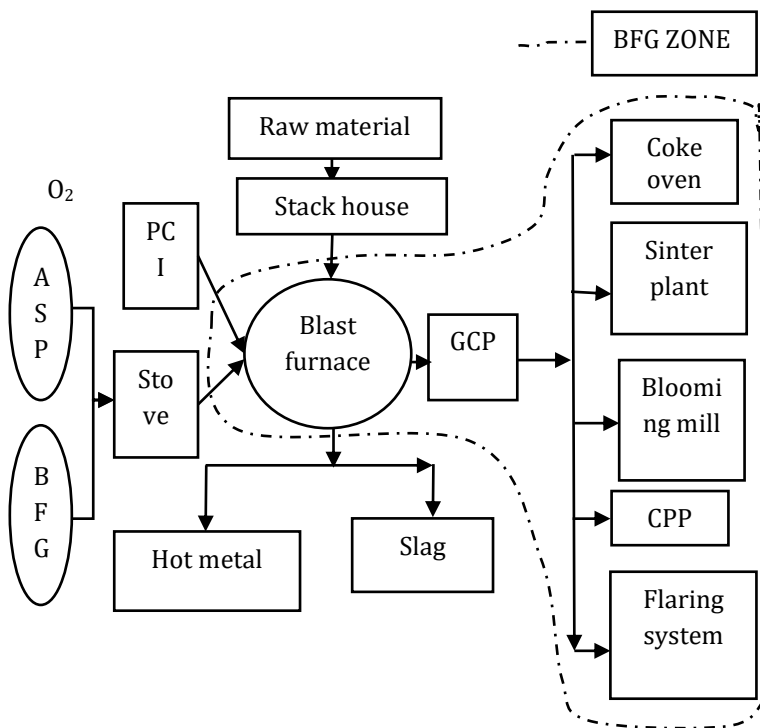 BFG ZONE
Raw material
Stack house
O₂
PC
I
A
S
P
Sto
ve
B
F
G
Blast
furnace
GCP
Hot metal
Slag
Coke
oven
Sinter
plant
Bloomi
ng mill
CPP
Flaring
system